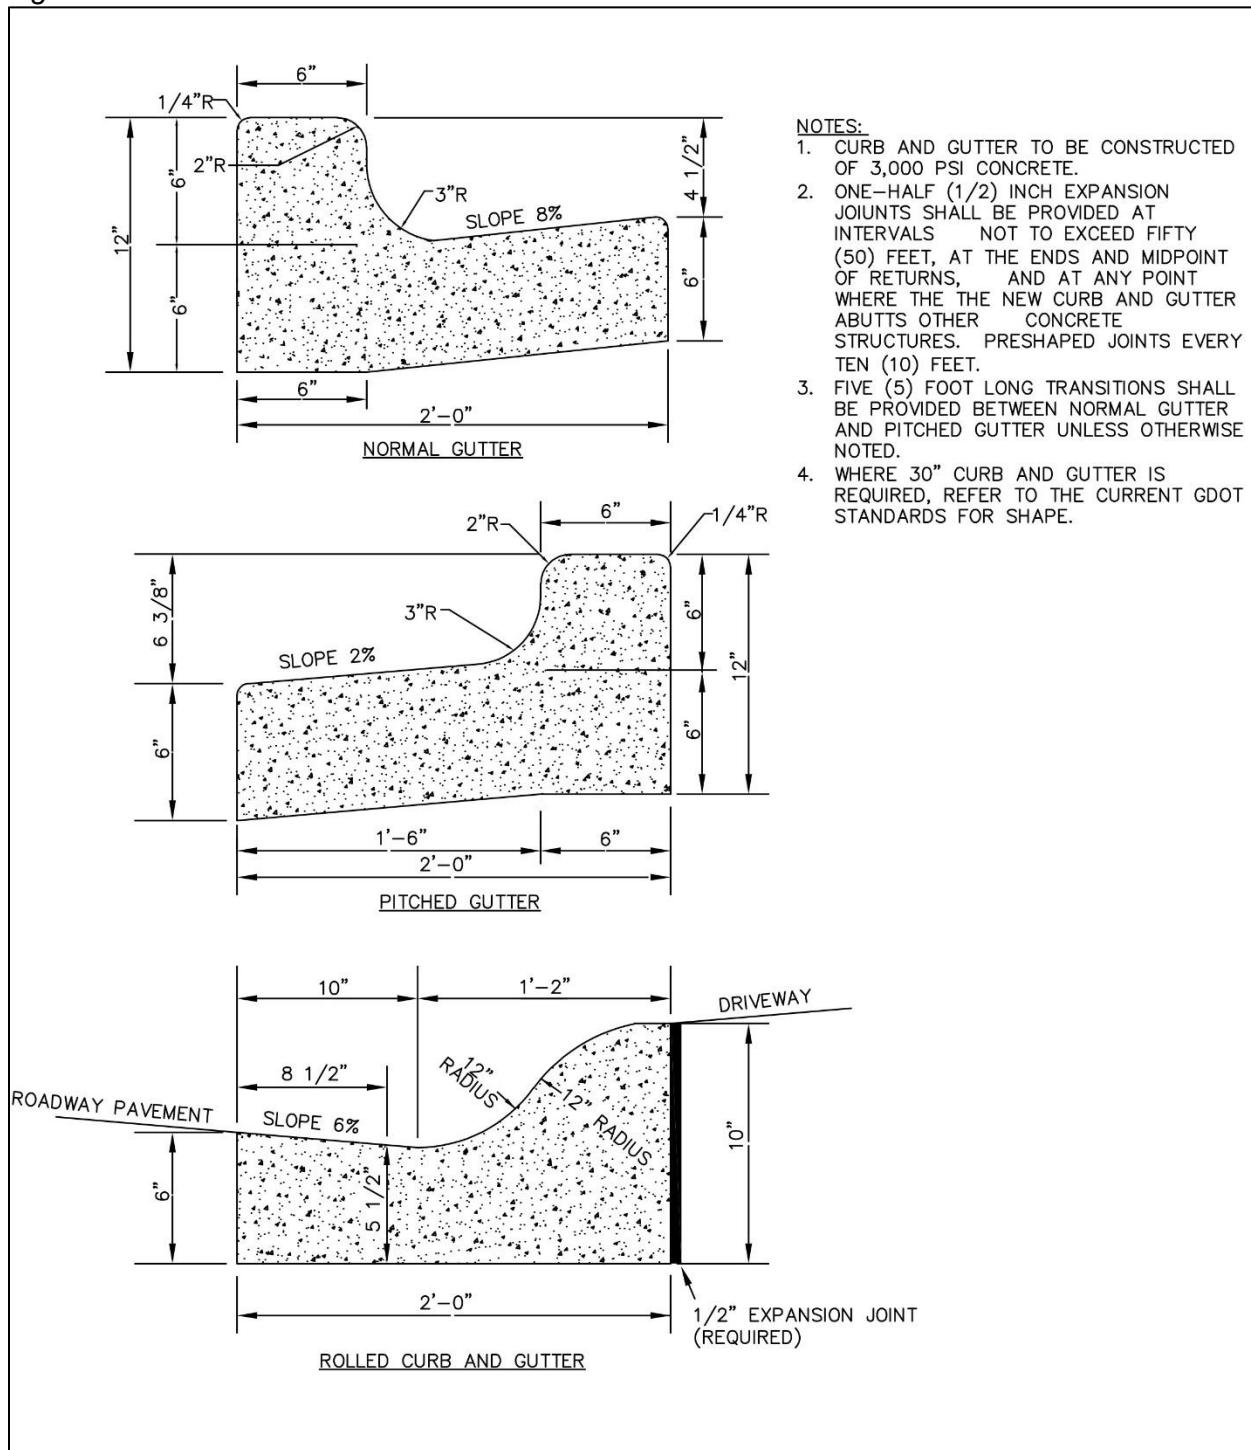 6"
1/4"R
2"R
6"
12"
6"
3"R
SLOPE 8%
4 1/2"
6"
6"
2'-0"
NORMAL GUTTER
NOTES:
1. CURB AND GUTTER TO BE CONSTRUCTED
OF 3,000 PSI CONCRETE.
2. ONE-HALF (1/2) INCH EXPANSION
JOIUNTS SHALL BE PROVIDED AT
INTERVALS NOT TO EXCEED FIFTY
(50) FEET, AT THE ENDS AND MIDPOINT
OF RETURNS, AND AT ANY POINT
WHERE THE THE NEW CURB AND GUTTER
ABUTTS OTHER CONCRETE
STRUCTURES. PRESHAPED JOINTS EVERY
TEN (10) FEET.
3. FIVE (5) FOOT LONG TRANSITIONS SHALL
BE PROVIDED BETWEEN NORMAL GUTTER
AND PITCHED GUTTER UNLESS OTHERWISE
NOTED.
4. WHERE 30" CURB AND GUTTER IS
REQUIRED, REFER TO THE CURRENT GDOT
STANDARDS FOR SHAPE.
2"R
6"
1/4"R
6 3/8"
3"R
6"
SLOPE 2%
12"
6"
6"
1'-6"
6"
2'-0"
PITCHED GUTTER
10"
1'-2"
DRIVEWAY
8 1/2"
12"
RADIUS
ROADWAY PAVEMENT
SLOPE 6%
12" RADIUS
10"
6"
5 1/2"
2'-0"
1/2" EXPANSION JOINT
(REQUIRED)
ROLLED CURB AND GUTTER